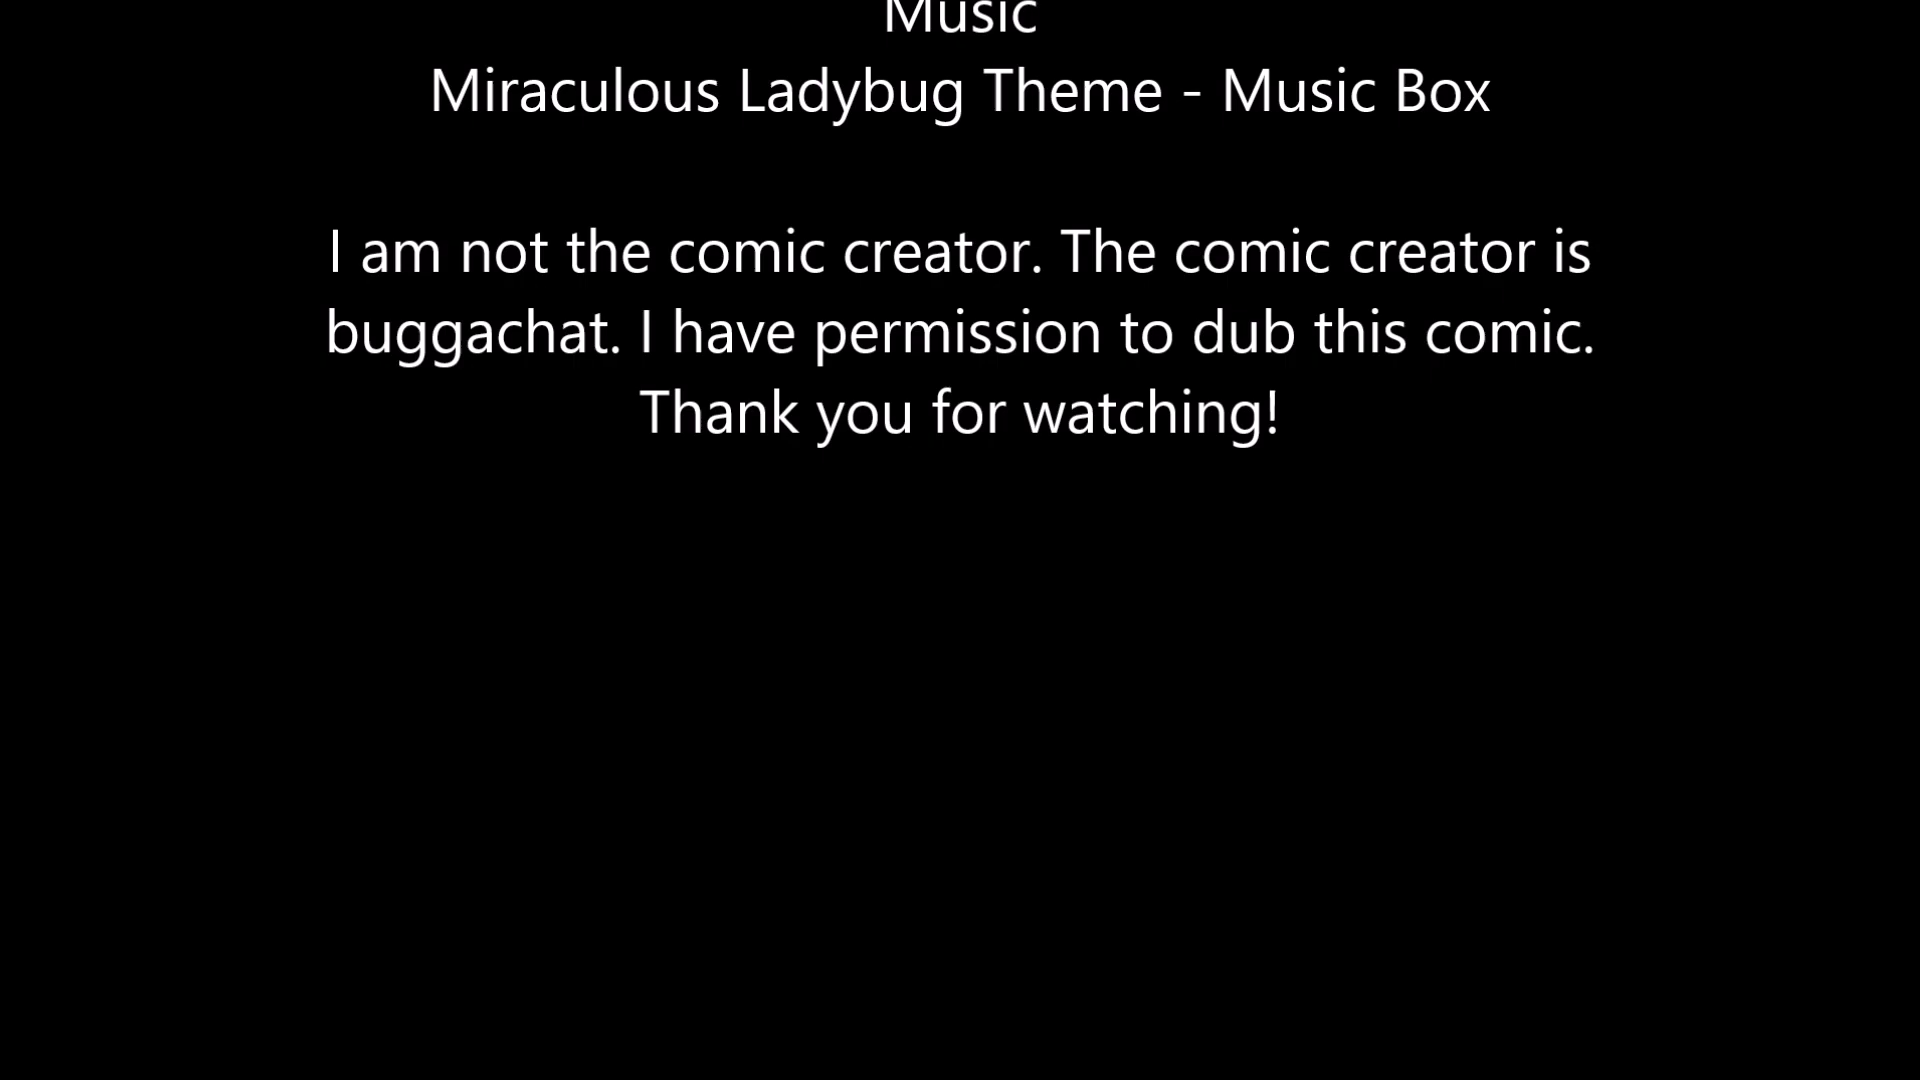 Music
Miraculous Ladybug Theme - Music Box
I am not the comic creator. The comic creator is
buggachat. I have permission to dub this comic.
Thank you for watching!